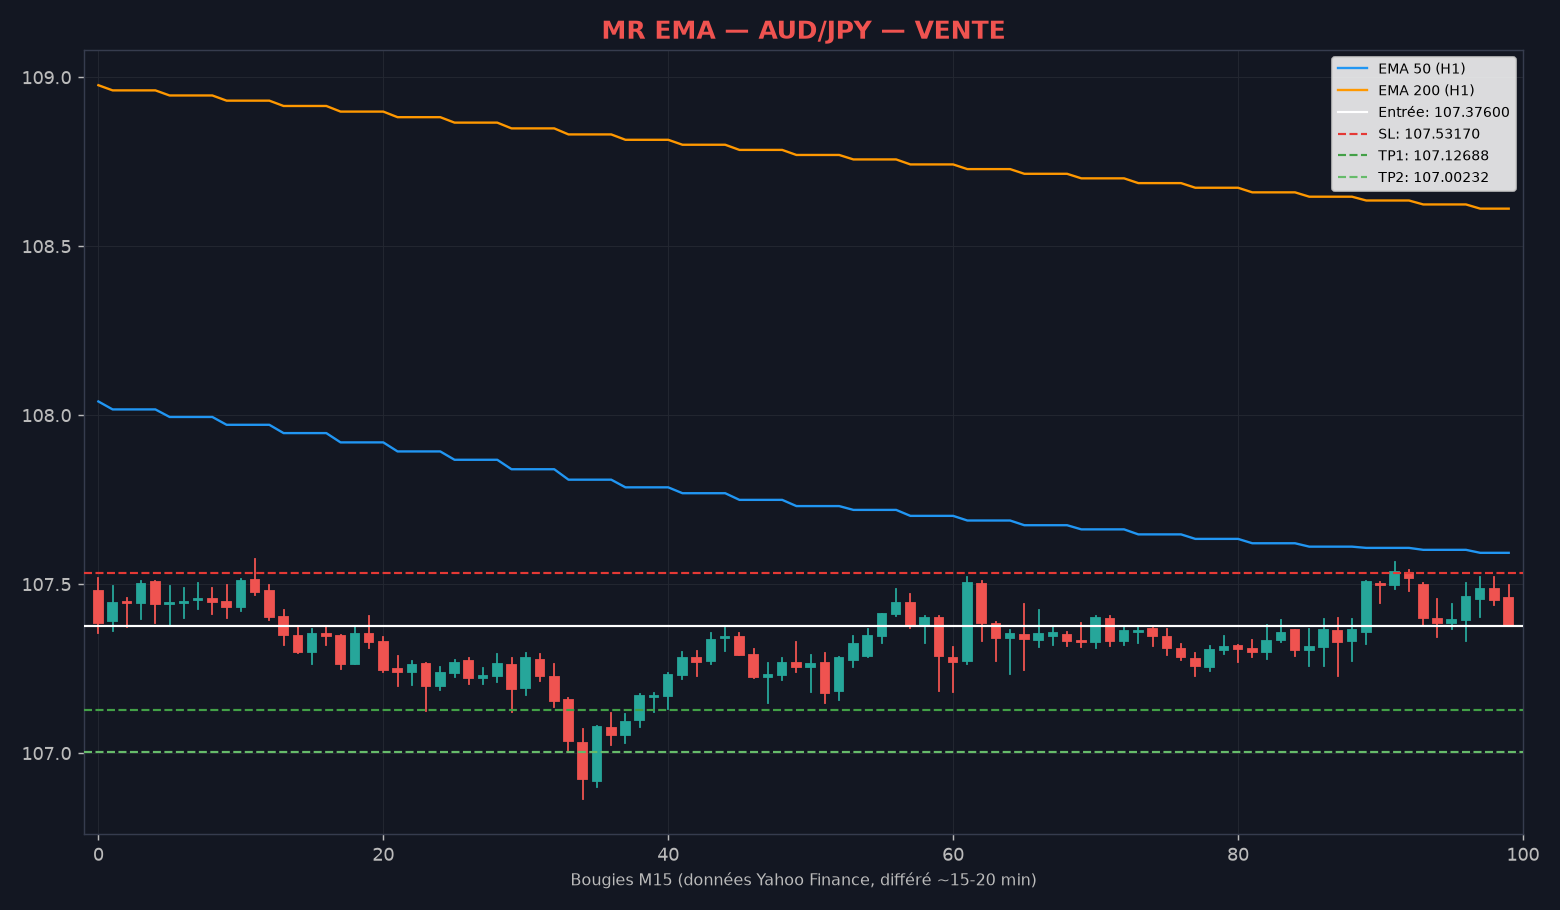 MR EMA — AUD/JPY — VENTE
EMA 50 (H1)
EMA 200 (H1)
Entrée: 107.37600
SL: 107.53170
TP1: 107.12688
TP2: 107.00232
109.0
108.5
108.0
107.5
107.0
0 20 40 60 80 100
Bougies M15 (données Yahoo Finance, différé ~15-20 min)